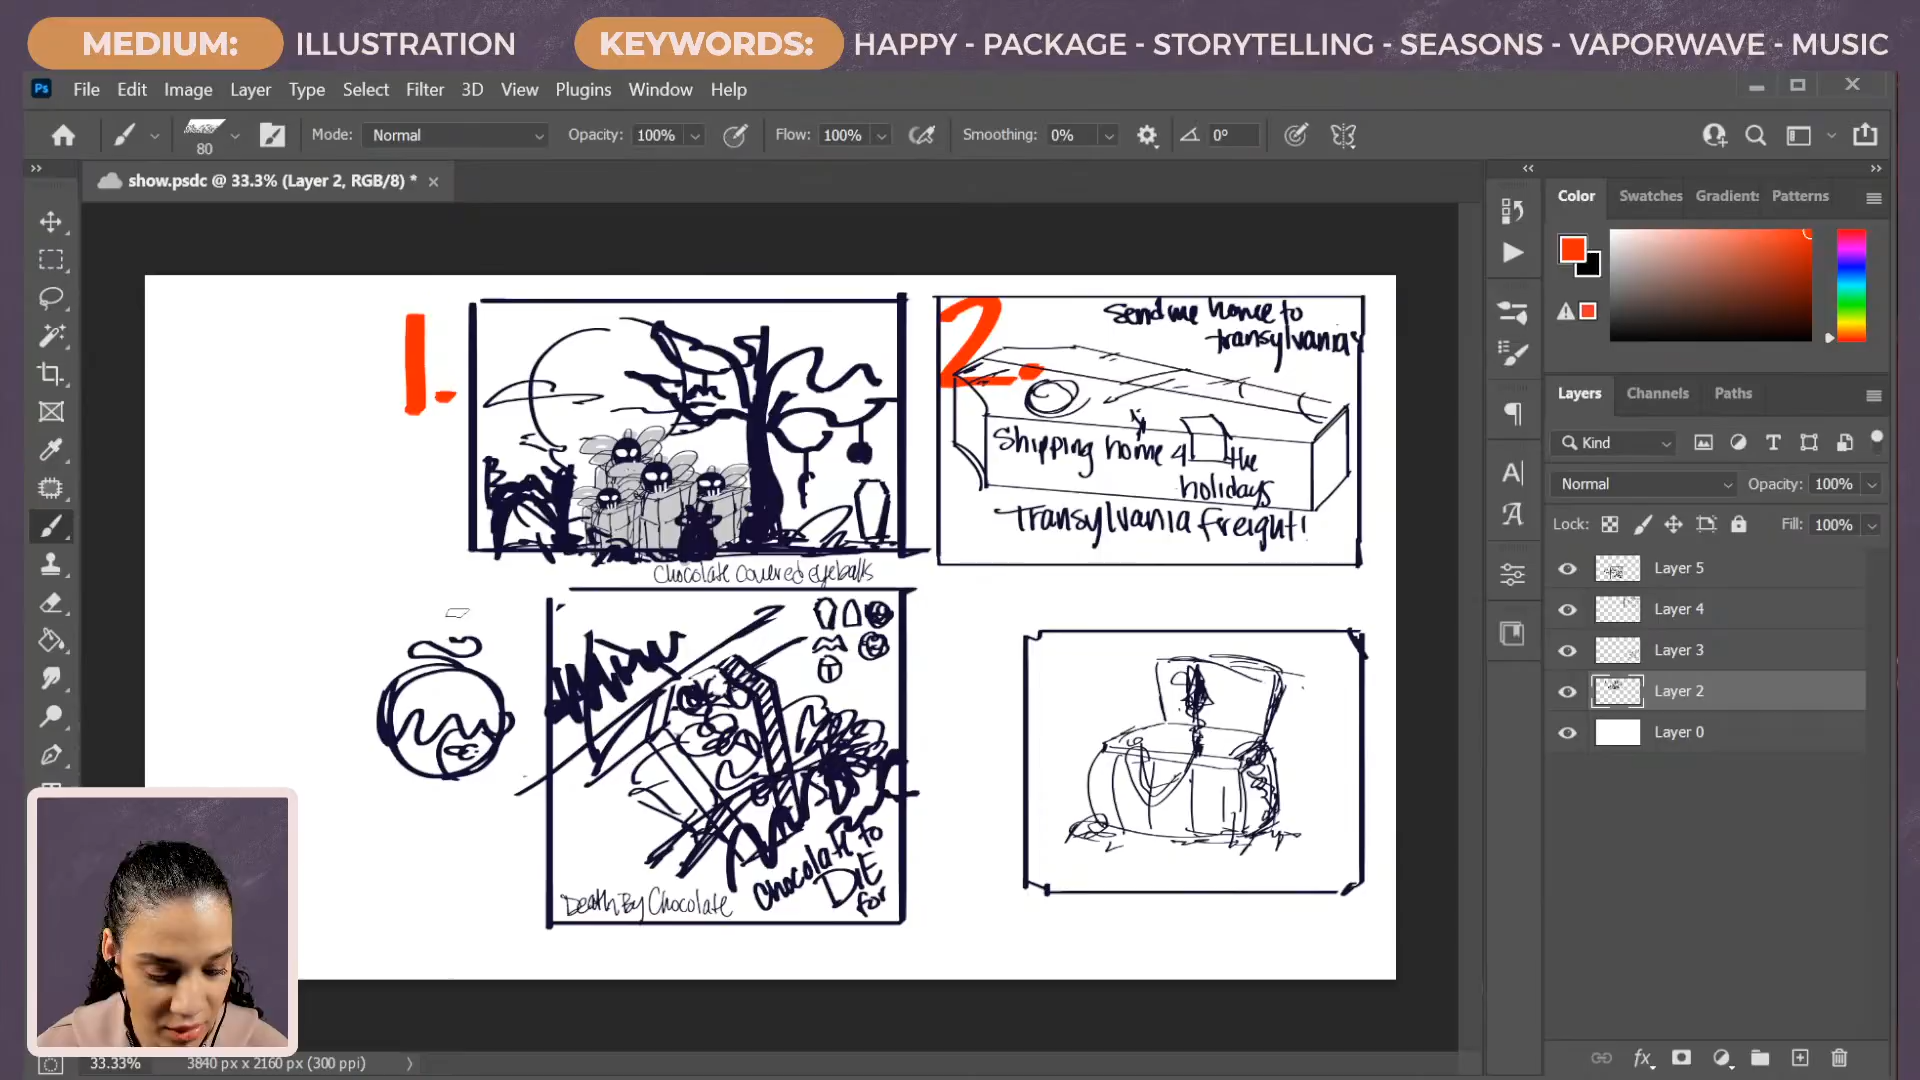 MEDIUM: ILLUSTRATION KEYWORDS: HAPPY - PACKAGE - STORYTELLING - SEASONS - VAPORWAVE - MUSIC
Ps File Edit Image Layer Type Select Filter 3D View Plugins Window Help
80 Mode: Normal Opacity: 100% Flow: 100% Smoothing: 0% 0°
show.psdc @ 33.3% (Layer 2, RGB/8) *
Color Swatches Gradients Patterns
1.
2.
Send me home to
transylvania
Shipping home 4 the
holidays
Transylvania freight!
Chocolate covered eyeballs
Death By Chocolate
Chocolate to
DIE
for
Layers Channels Paths
Kind
Normal Opacity: 100%
Lock: Fill: 100%
Layer 5
Layer 4
Layer 3
Layer 2
Layer 0
33.33% 3840 px x 2160 px (300 ppi)
fx